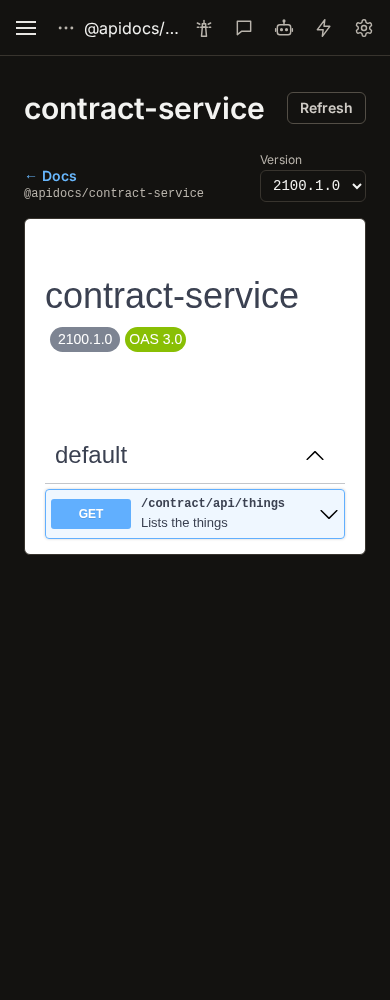 @apidocs/...
contract-service
Refresh
Version
← Docs
@apidocs/contract-service
2100.1.0
contract-service
2100.1.0
OAS 3.0
default
GET
/contract/api/things
Lists the things